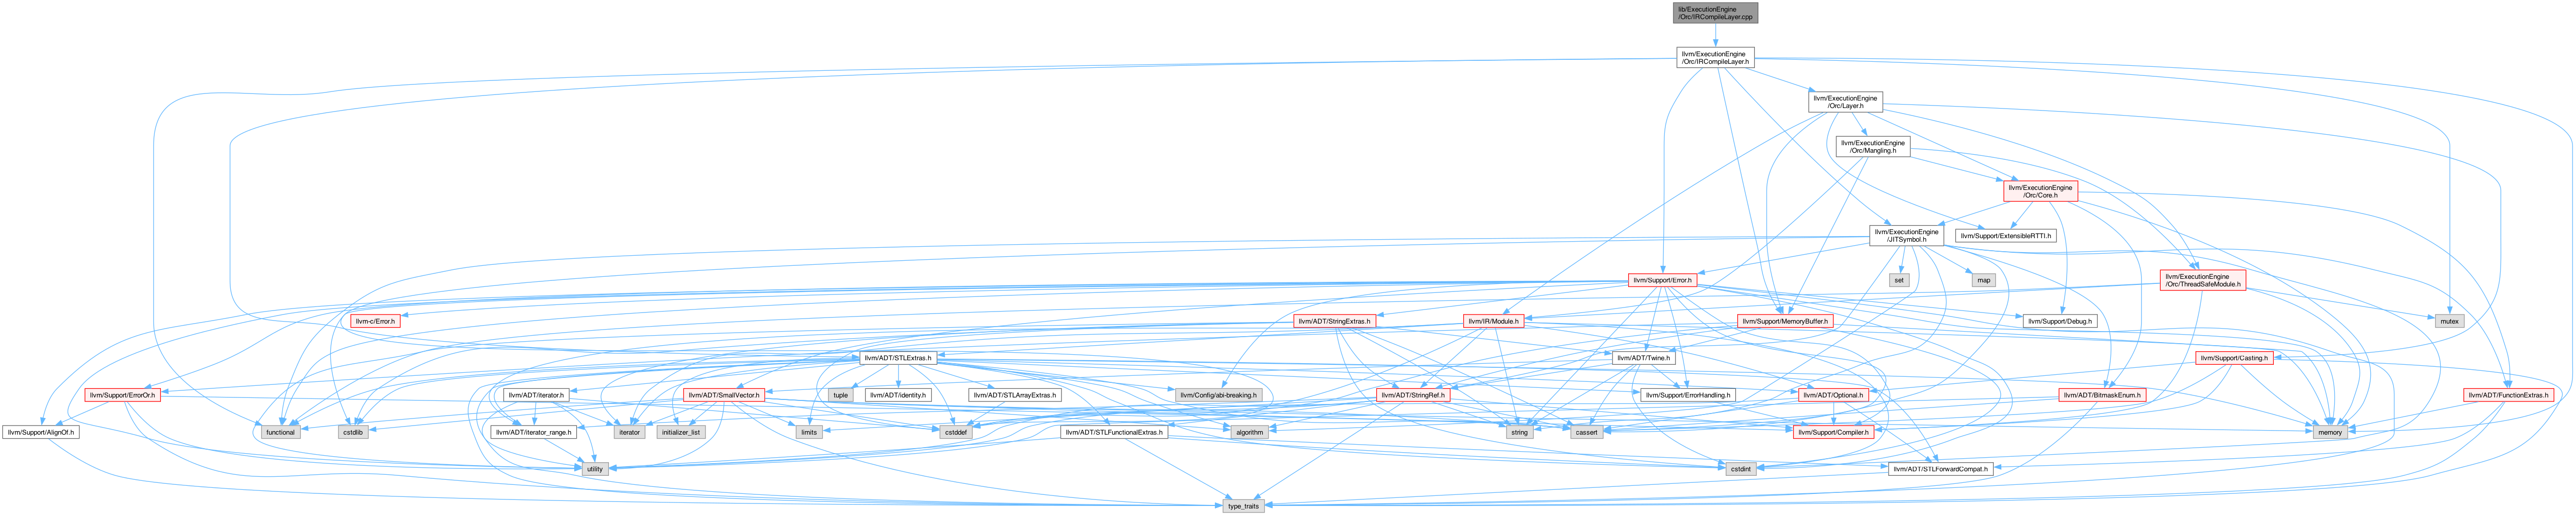 lib/ExecutionEngine
/Orc/IRCompileLayer.cpp
llvm/ExecutionEngine
/Orc/IRCompileLayer.h
llvm/ExecutionEngine
/Orc/Layer.h
llvm/ExecutionEngine
/Orc/Mangling.h
llvm/ExecutionEngine
/Orc/Core.h
llvm/ExecutionEngine
/JITSymbol.h
llvm/Support/ExtensibleRTTI.h
llvm/Support/Error.h
set
map
llvm/ExecutionEngine
/Orc/ThreadSafeModule.h
llvm-c/Error.h
llvm/ADT/StringExtras.h
llvm/IR/Module.h
llvm/Support/MemoryBuffer.h
llvm/Support/Debug.h
mutex
llvm/ADT/STLExtras.h
llvm/ADT/Twine.h
llvm/Support/Casting.h
llvm/Support/ErrorOr.h
llvm/ADT/iterator.h
llvm/ADT/SmallVector.h
tuple
llvm/ADT/identity.h
llvm/ADT/STLArrayExtras.h
llvm/Config/abi-breaking.h
llvm/ADT/StringRef.h
llvm/Support/ErrorHandling.h
llvm/ADT/Optional.h
llvm/ADT/BitmaskEnum.h
llvm/ADT/FunctionExtras.h
llvm/Support/AlignOf.h
functional
cstdlib
llvm/ADT/iterator_range.h
iterator
initializer_list
limits
cstddef
llvm/ADT/STLFunctionalExtras.h
algorithm
string
cassert
llvm/Support/Compiler.h
memory
utility
cstdint
llvm/ADT/STLForwardCompat.h
type_traits